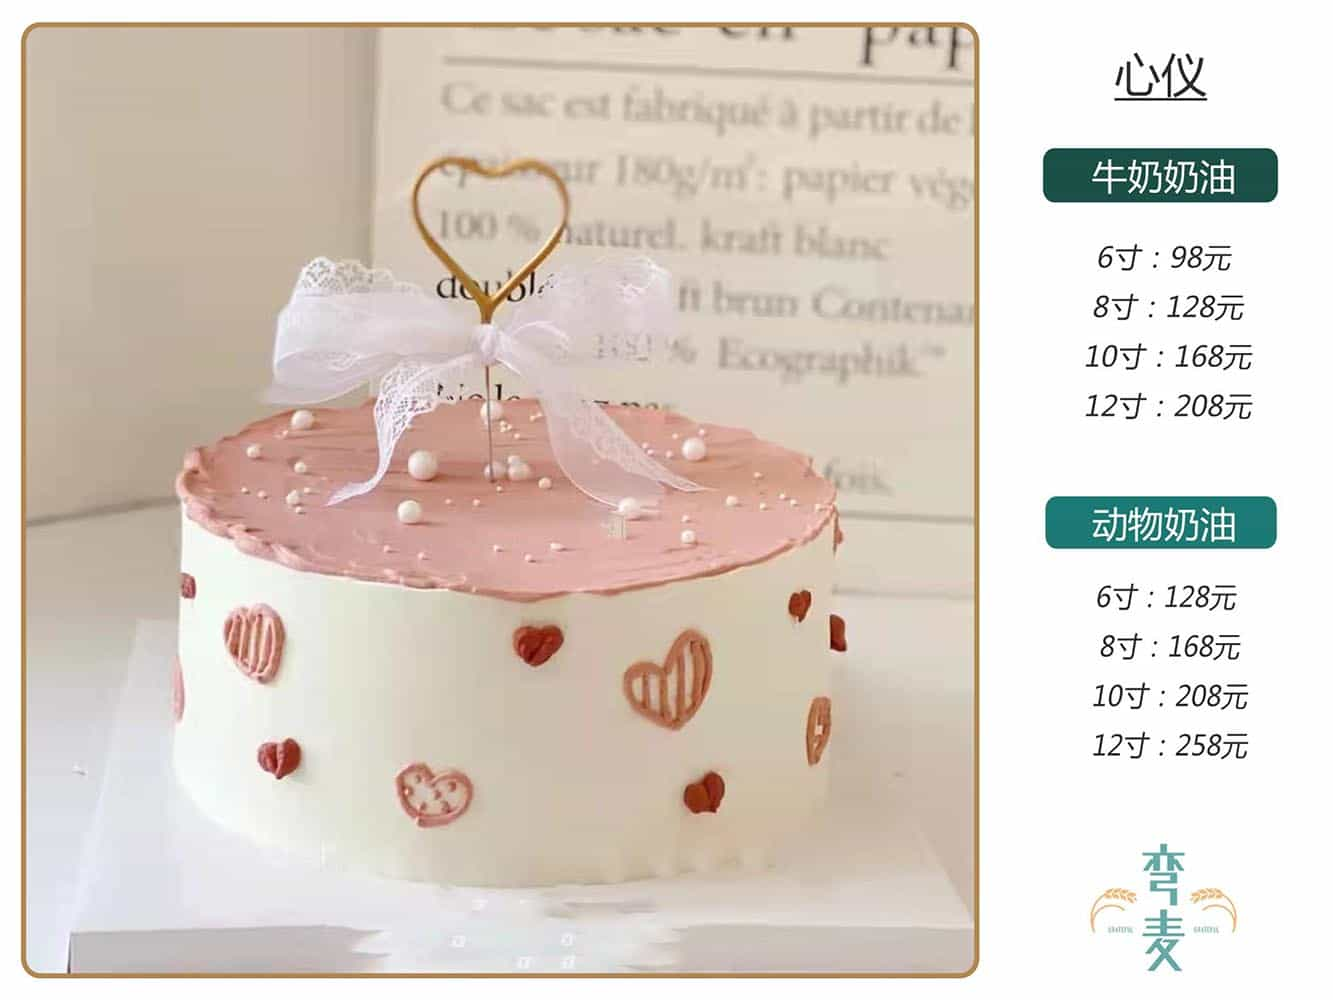 Ce sac est fabriqué à partir de
180g/m²: papier
100 % naturel. kraft blanc
ft brun
% Ecographik™
fois.
心仪
牛奶奶油
6寸：98元
8寸：128元
10寸：168元
12寸：208元
动物奶油
6寸：128元
8寸：168元
10寸：208元
12寸：258元
弯麦